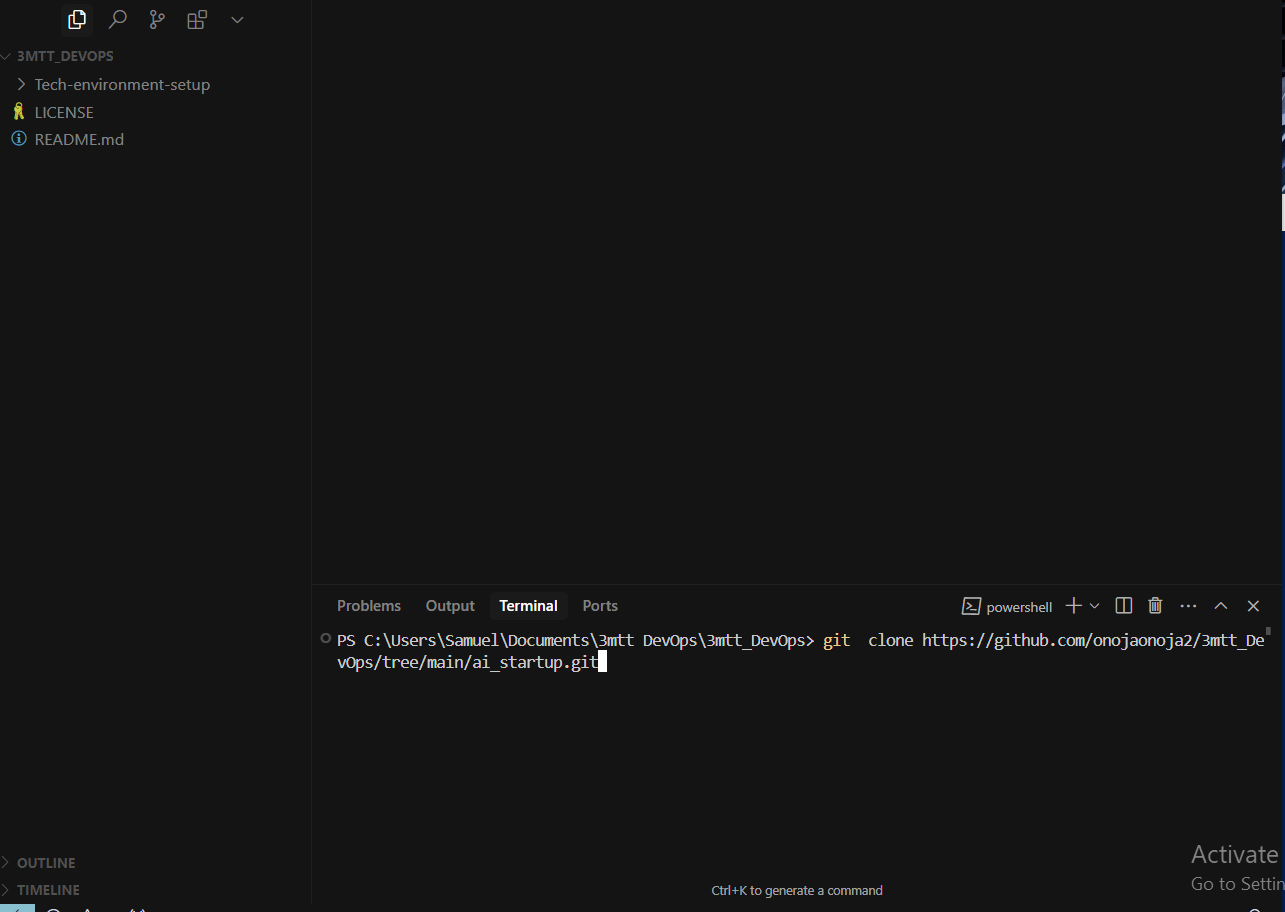 3MTT_DEVOPS
Tech-environment-setup
LICENSE
README.md
Problems Output Terminal Ports
powershell
PS C:\Users\Samuel\Documents\3mtt DevOps\3mtt_DevOps> git  clone https://github.com/onojaonoja2/3mtt_De
vOps/tree/main/ai_startup.git
OUTLINE
TIMELINE
Ctrl+K to generate a command
Activate
Go to Settin